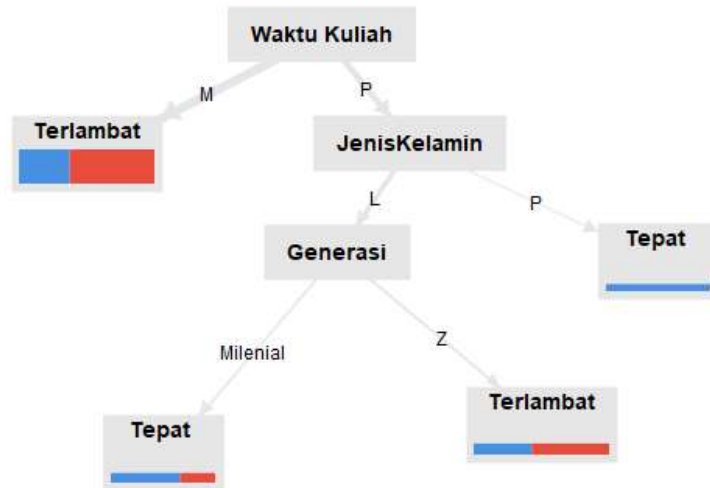 Waktu Kuliah
M
P
Terlambat
JenisKelamin
L
P
Generasi
Tepat
Milenial
Z
Terlambat
Tepat